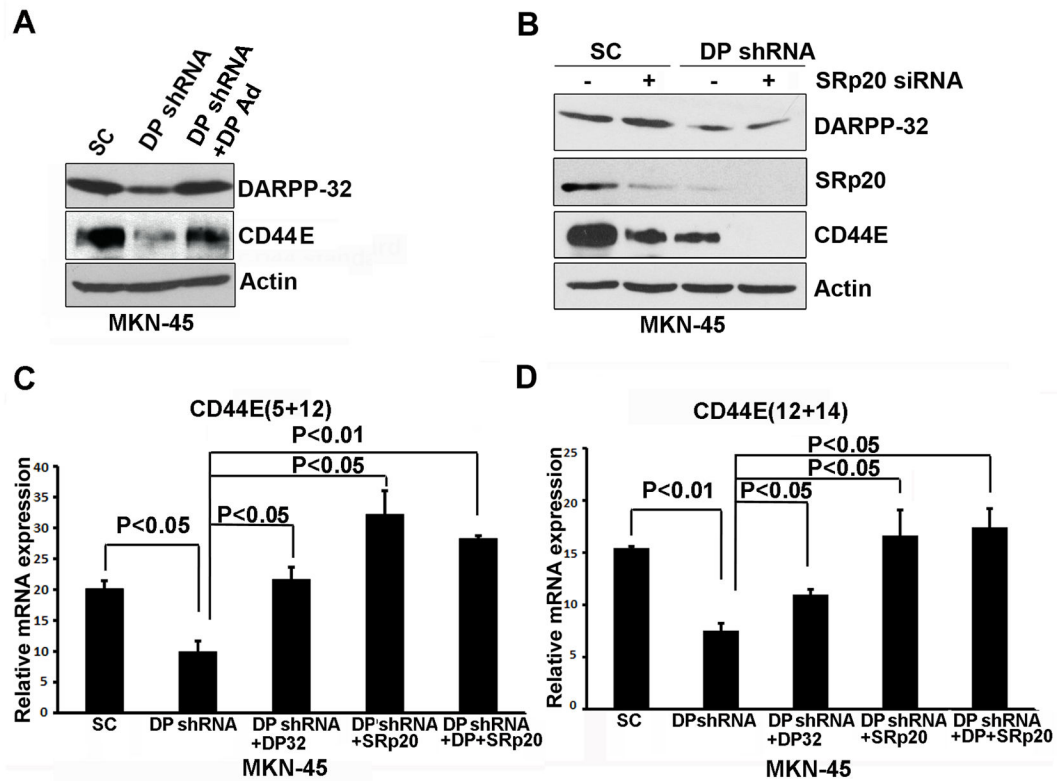 A
SC
DP shRNA
DP shRNA
+DP Ad
DARPP-32
CD44E
Actin
MKN-45
B
SC DP shRNA
- + - + SRp20 siRNA
DARPP-32
SRp20
CD44E
Actin
MKN-45
C
CD44E(5+12)
P<0.01
P<0.05
P<0.05 P<0.05
Relative mRNA expression
40
35
30
25
20
15
10
5
0
SC DP shRNA DP shRNA DP shRNA DP shRNA
+DP32 +SRp20 +DP+SRp20
MKN-45
D
CD44E(12+14)
P<0.05
P<0.05
P<0.01 P<0.05
Relative mRNA expression
25
20
15
10
5
0
SC DPshRNA DP shRNA DP shRNA DP shRNA
+DP32 +SRp20 +DP+SRp20
MKN-45